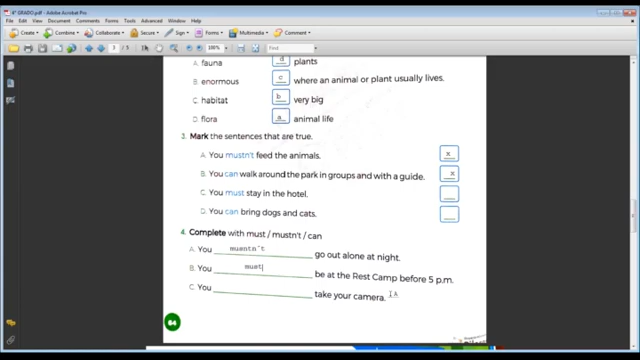 4° GRADO.pdf - Adobe Acrobat Pro
File Edit View Document Comments Forms Tools Advanced Window Help
Create Combine Collaborate Secure Sign Forms Multimedia Comment
3 / 5 100% Find
A. fauna d plants
B. enormous c where an animal or plant usually lives.
C. habitat b very big
D. flora a animal life
3. Mark the sentences that are true.
A. You mustn't feed the animals. x
B. You can walk around the park in groups and with a guide. x
C. You must stay in the hotel.
D. You can bring dogs and cats.
4. Complete with must / mustn't / can
A. You musntn´t go out alone at night.
B. You must be at the Rest Camp before 5 p.m.
C. You take your camera.
64